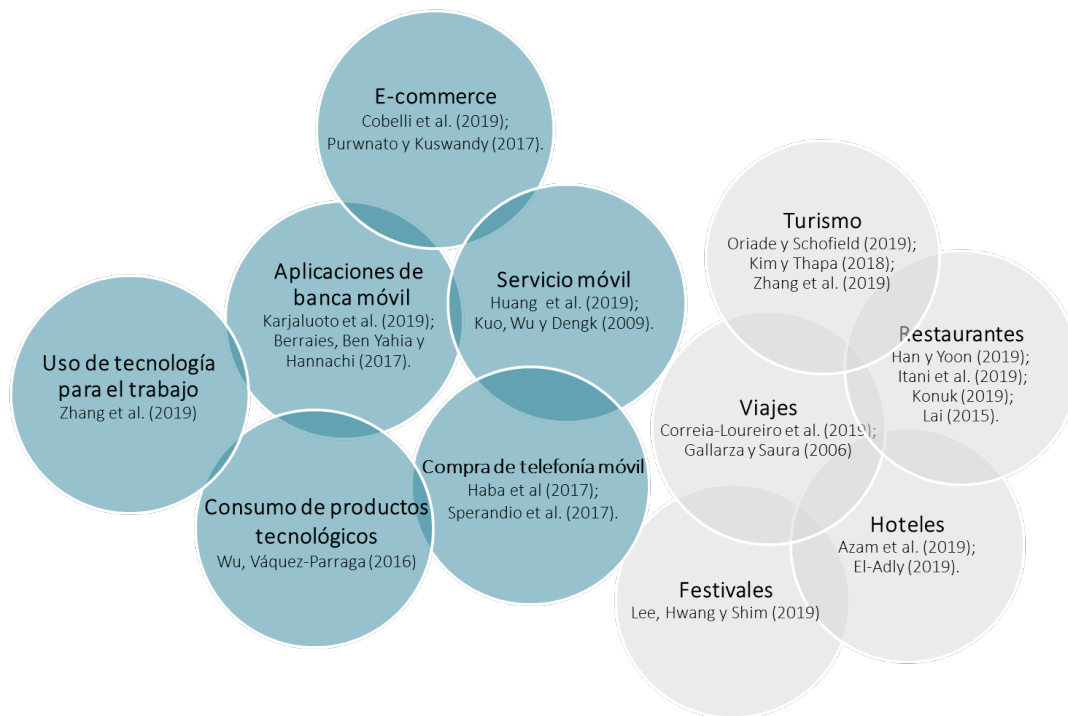 E-commerce
Cobelli et al. (2019);
Purwnato y Kuswandy (2017).
Aplicaciones de
banca móvil
Karjaluoto et al. (2019);
Berraies, Ben Yahia y
Hannachi (2017).
Servicio móvil
Huang et al. (2019);
Kuo, Wu y Dengk (2009).
Uso de tecnología
para el trabajo
Zhang et al. (2019)
Consumo de productos
tecnológicos
Wu, Váquez-Parraga (2016)
Compra de telefonía móvil
Haba et al (2017);
Sperandio et al. (2017).
Turismo
Oriade y Schofield (2019);
Kim y Thapa (2018);
Zhang et al. (2019)
Restaurantes
Han y Yoon (2019);
Itani et al. (2019);
Konuk (2019);
Lai (2015).
Viajes
Correia-Loureiro et al. (2019);
Gallarza y Saura (2006)
Hoteles
Azam et al. (2019);
El-Adly (2019).
Festivales
Lee, Hwang y Shim (2019)